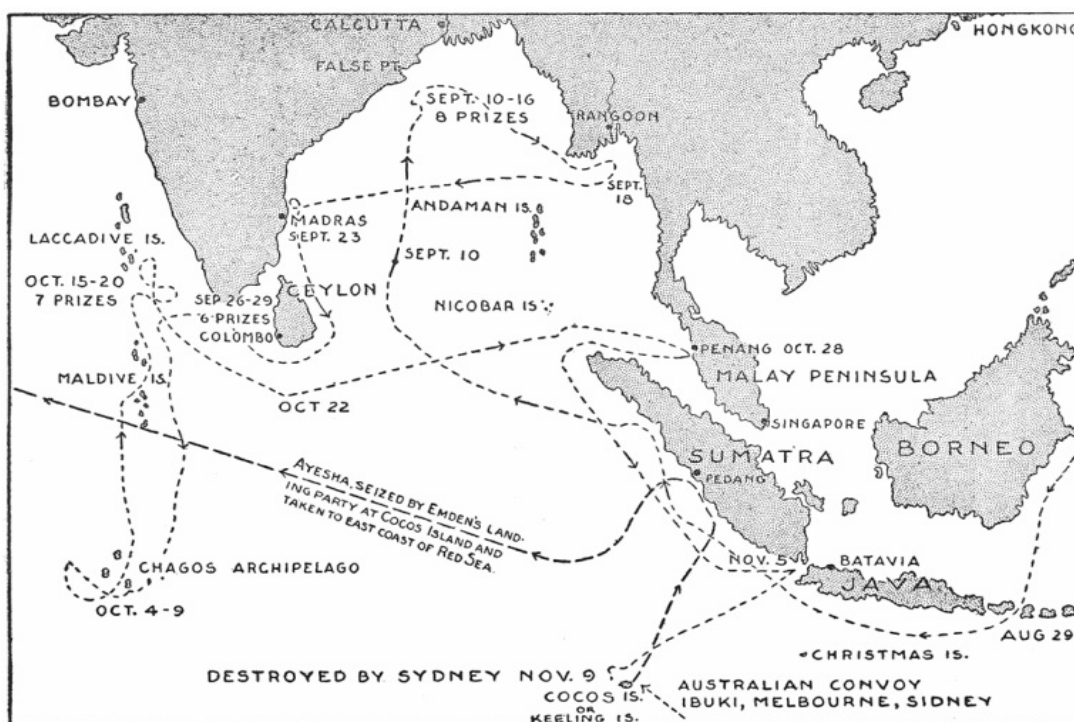 CALCUTTA
HONGKONG
FALSE PT.
BOMBAY
SEPT. 10-16
8 PRIZES
RANGOON
SEPT.
18
ANDAMAN IS.
MADRAS
SEPT. 23
LACCADIVE IS.
SEPT. 10
OCT. 15-20
7 PRIZES
SEP 26-29
6 PRIZES
COLOMBO
CEYLON
NICOBAR IS.
PENANG OCT. 28
MALAY PENINSULA
MALDIVE IS.
OCT 22
SINGAPORE
SUMATRA
BORNEO
PEDANG
AYESHA. SEIZED BY EMDEN'S LAND-
ING PARTY AT COCOS ISLAND AND
TAKEN TO EAST COAST OF RED SEA.
NOV. 5
BATAVIA
JAVA
CHAGOS ARCHIPELAGO
OCT. 4-9
AUG 29
CHRISTMAS IS.
DESTROYED BY SYDNEY NOV. 9
COCOS IS.
OR
KEELING IS.
AUSTRALIAN CONVOY
IBUKI, MELBOURNE, SIDNEY